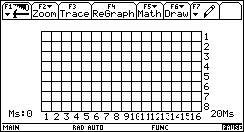 F1▼ F2▼ F3 F4 F5▼ F6▼ F7▼
Zoom Trace ReGraph Math Draw
1
2
3
4
5
6
7
8
Ms:0 1 2 3 4 5 6 7 8 9 10 11 12 13 14 15 16 20Ms
MAIN RAD AUTO FUNC PAUSE